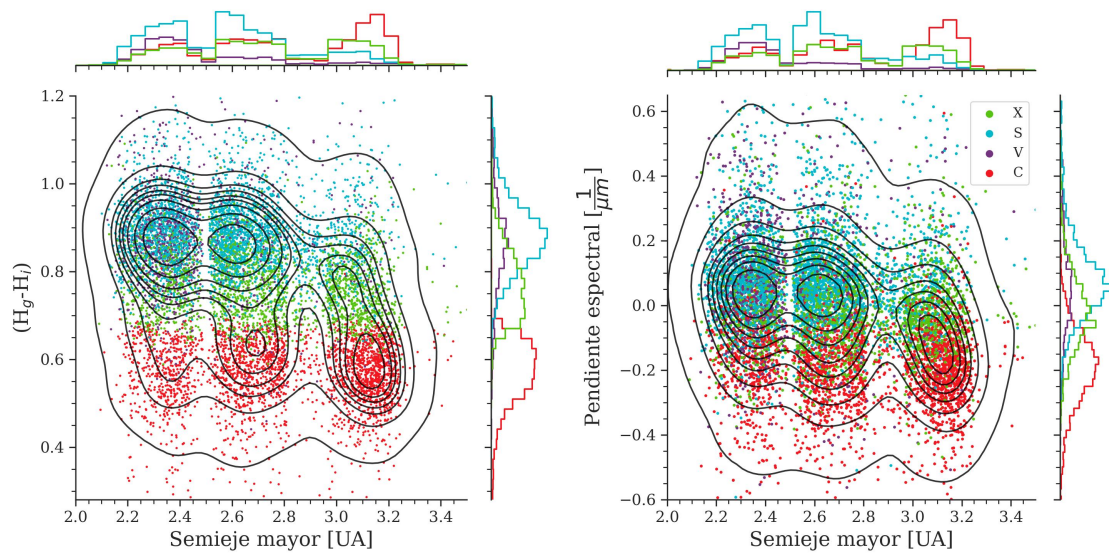 1.2
1.0
0.8
0.6
0.4
(H_g-H_i)
2.0 2.2 2.4 2.6 2.8 3.0 3.2 3.4
Semieje mayor [UA]
0.6
0.4
0.2
0.0
−0.2
−0.4
−0.6
Pendiente espectral [1/μm]
X
S
V
C
2.0 2.2 2.4 2.6 2.8 3.0 3.2 3.4
Semieje mayor [UA]